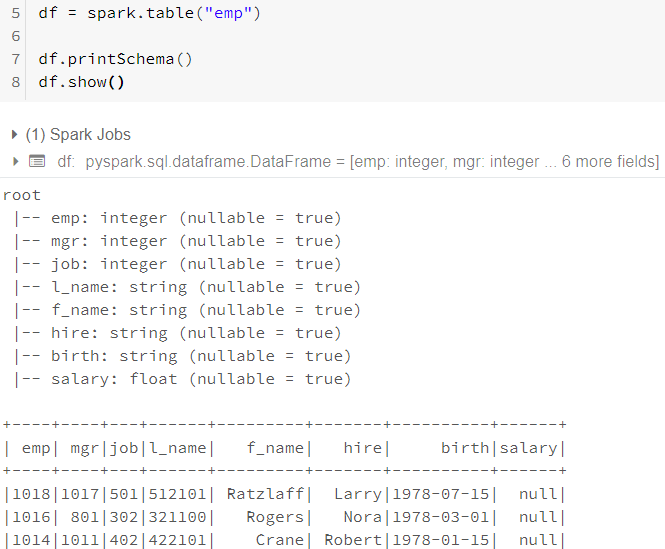 5 df = spark.table("emp")
6
7 df.printSchema()
8 df.show()
(1) Spark Jobs
df: pyspark.sql.dataframe.DataFrame = [emp: integer, mgr: integer ... 6 more fields]
root
|-- emp: integer (nullable = true)
|-- mgr: integer (nullable = true)
|-- job: integer (nullable = true)
|-- l_name: string (nullable = true)
|-- f_name: string (nullable = true)
|-- hire: string (nullable = true)
|-- birth: string (nullable = true)
|-- salary: float (nullable = true)
+----+----+---+------+---------+-------+----------+------+
| emp| mgr|job|l_name|   f_name|   hire|     birth|salary|
+----+----+---+------+---------+-------+----------+------+
|1018|1017|501|512101| Ratzlaff|  Larry|1978-07-15|  null|
|1016| 801|302|321100|   Rogers|   Nora|1978-03-01|  null|
|1014|1011|402|422101|    Crane| Robert|1978-01-15|  null|